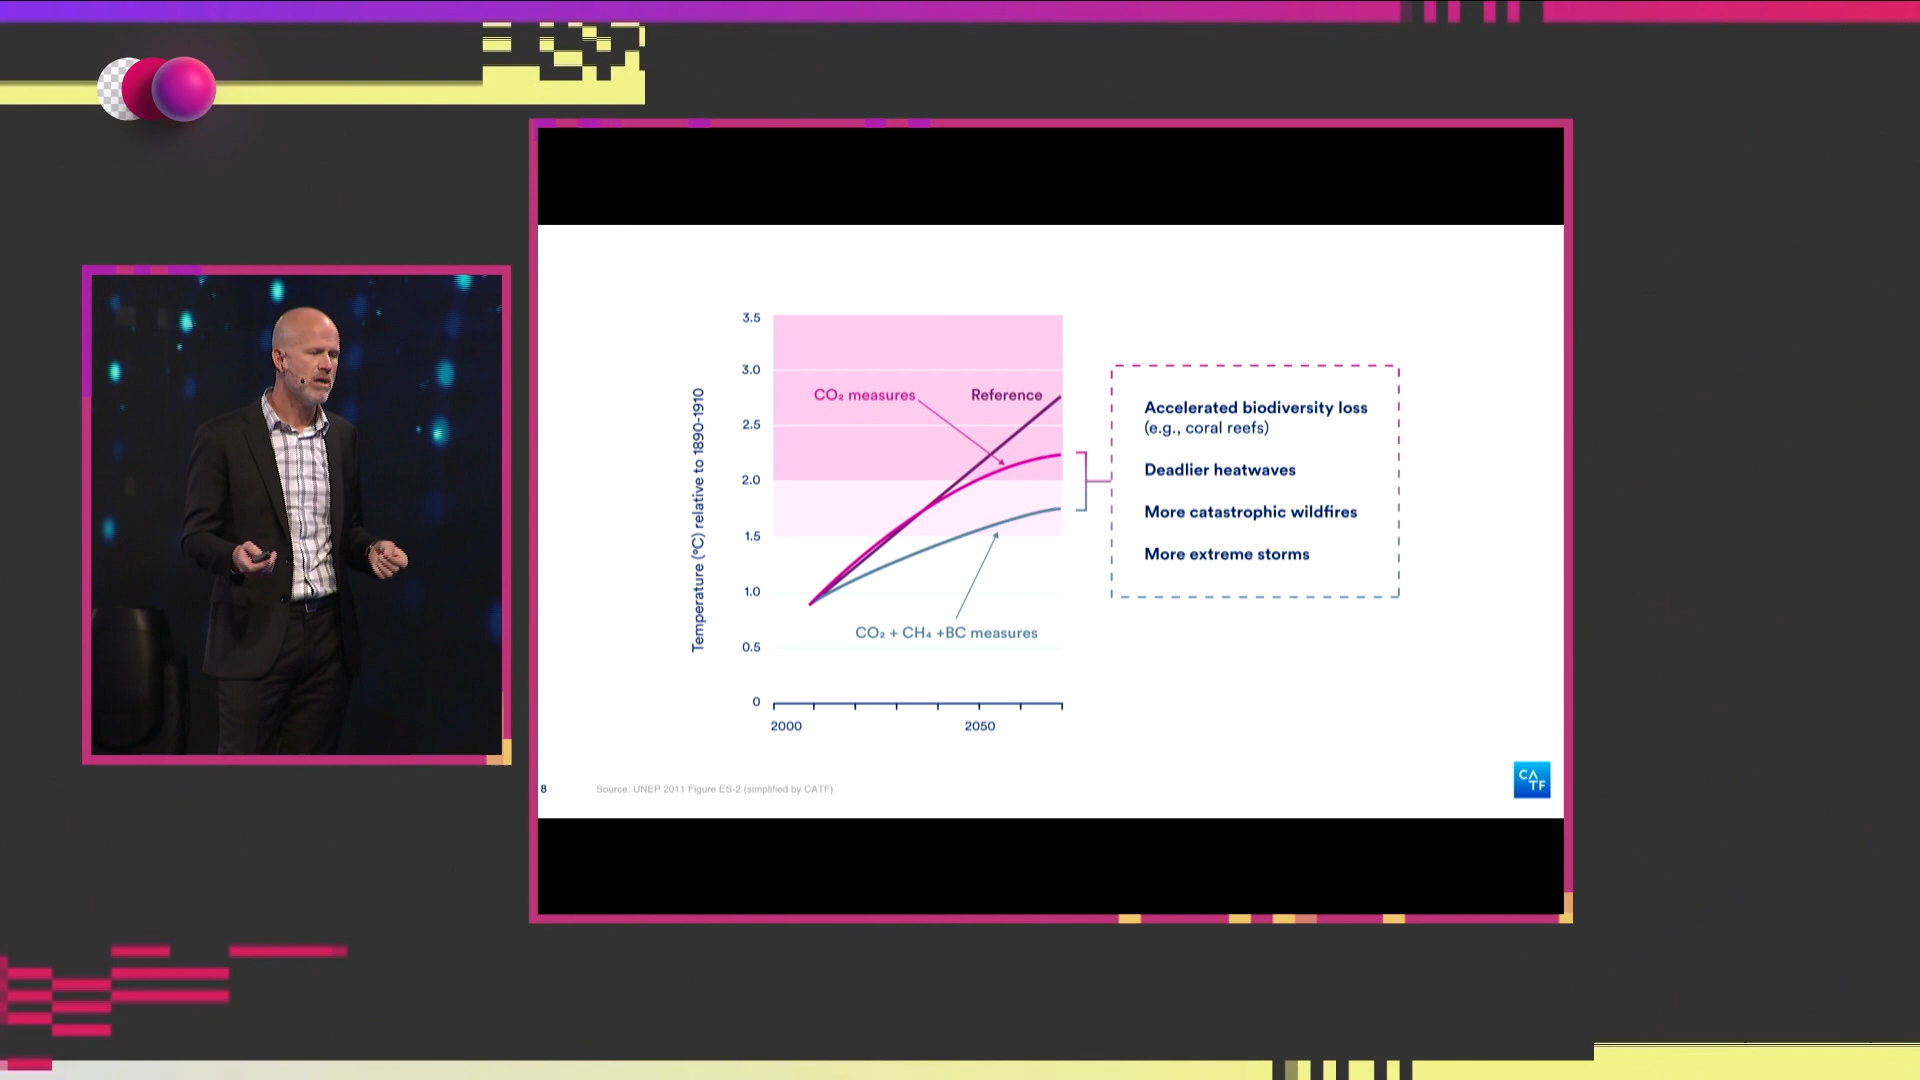 3.5
3.0
2.5
2.0
1.5
1.0
0.5
0
Temperature (°C) relative to 1890-1910
CO₂ measures
Reference
CO₂ + CH₄ +BC measures
2000
2050
Accelerated biodiversity loss
(e.g., coral reefs)
Deadlier heatwaves
More catastrophic wildfires
More extreme storms
8
Source: UNEP 2011 Figure ES-2 (simplified by CATF).
CA
TF